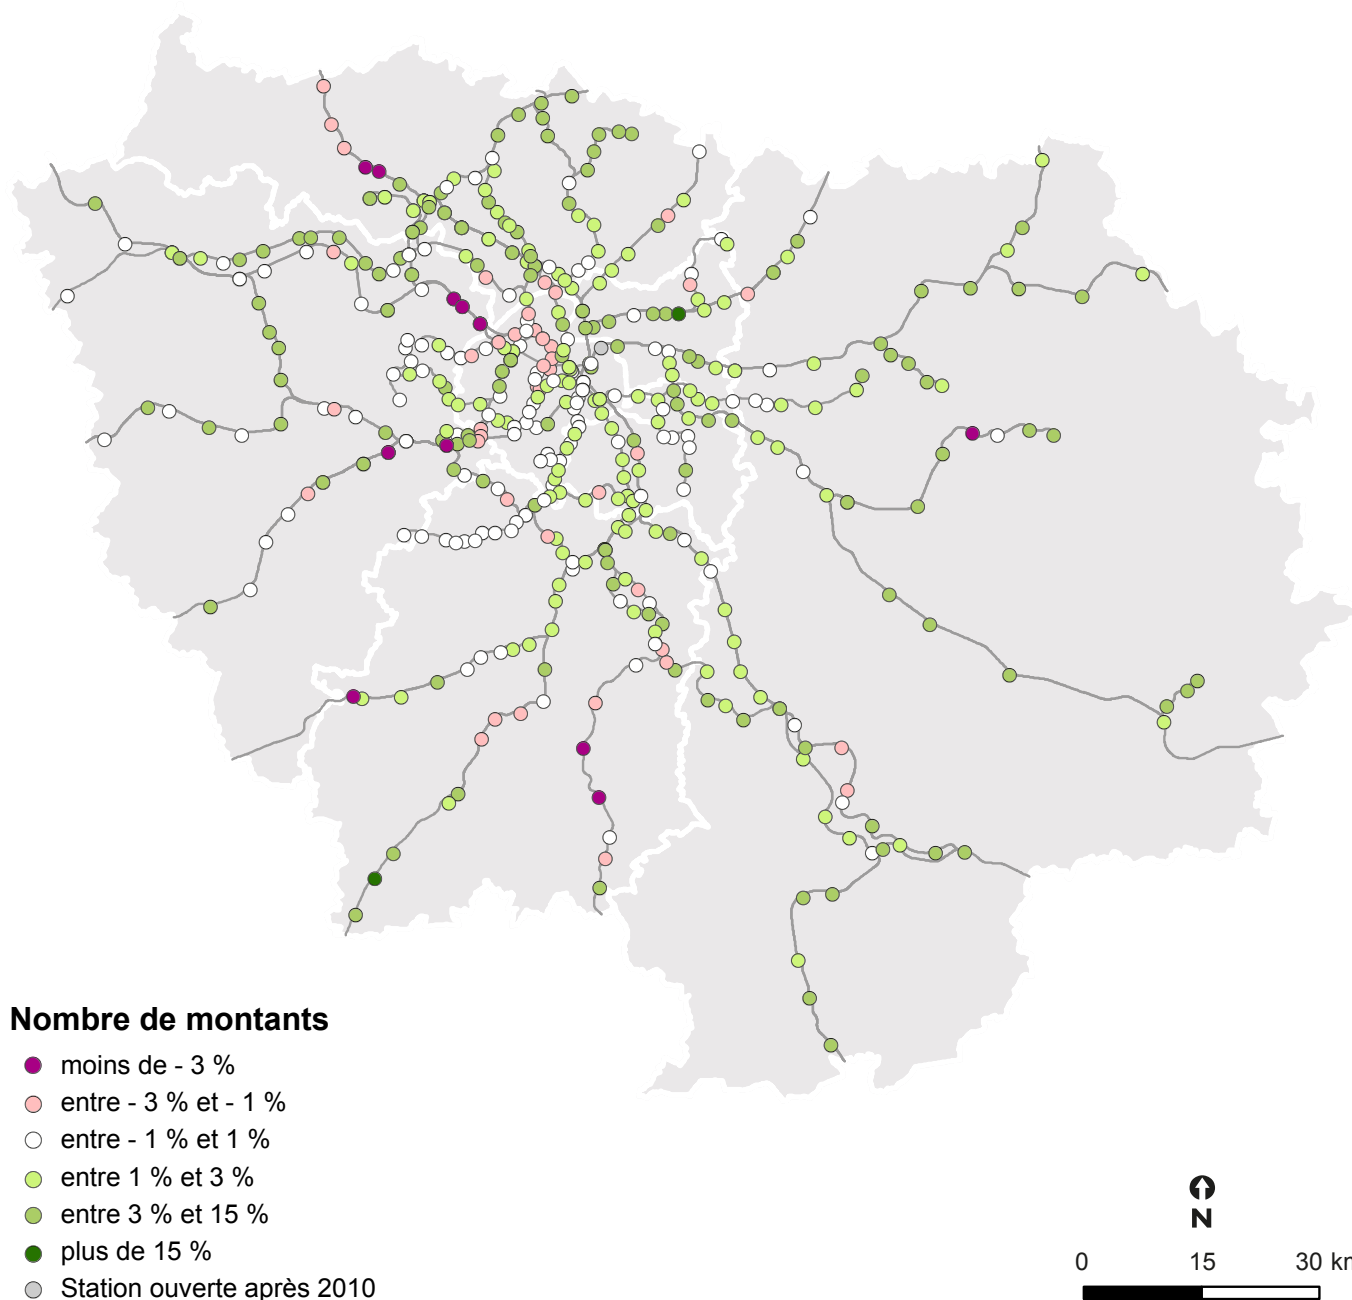 Nombre de montants
moins de - 3 %
entre - 3 % et - 1 %
entre - 1 % et 1 %
entre 1 % et 3 %
entre 3 % et 15 %
plus de 15 %
Station ouverte après 2010
N
0 15 30 km